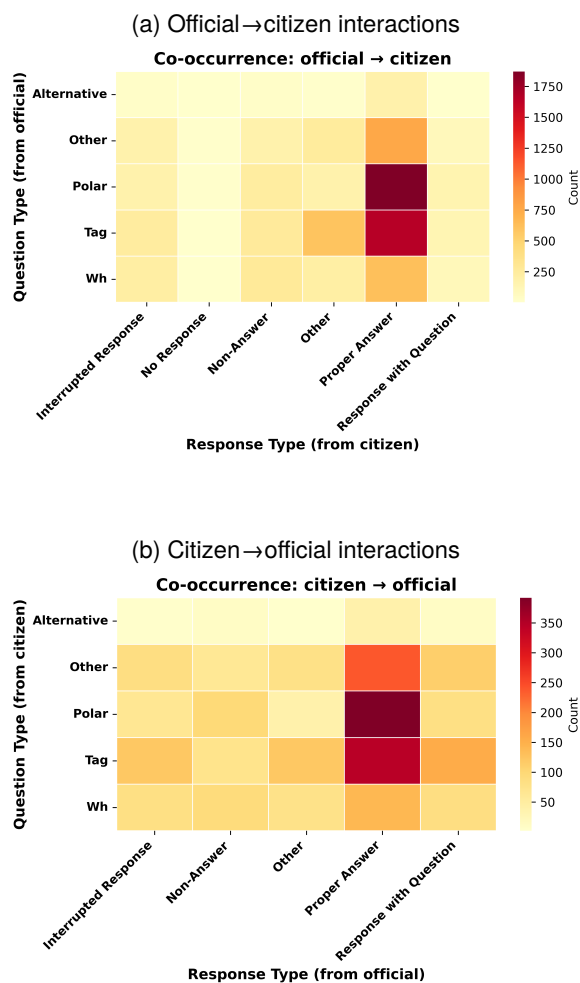 (a) Official→citizen interactions
Co-occurrence: official → citizen
Question Type (from official)
Alternative
Other
Polar
Tag
Wh
Interrupted Response
No Response
Non-Answer
Other
Proper Answer
Response with Question
Response Type (from citizen)
1750
1500
1250
1000
750
500
250
Count
(b) Citizen→official interactions
Co-occurrence: citizen → official
Question Type (from citizen)
Alternative
Other
Polar
Tag
Wh
Interrupted Response
Non-Answer
Other
Proper Answer
Response with Question
Response Type (from official)
350
300
250
200
150
100
50
Count